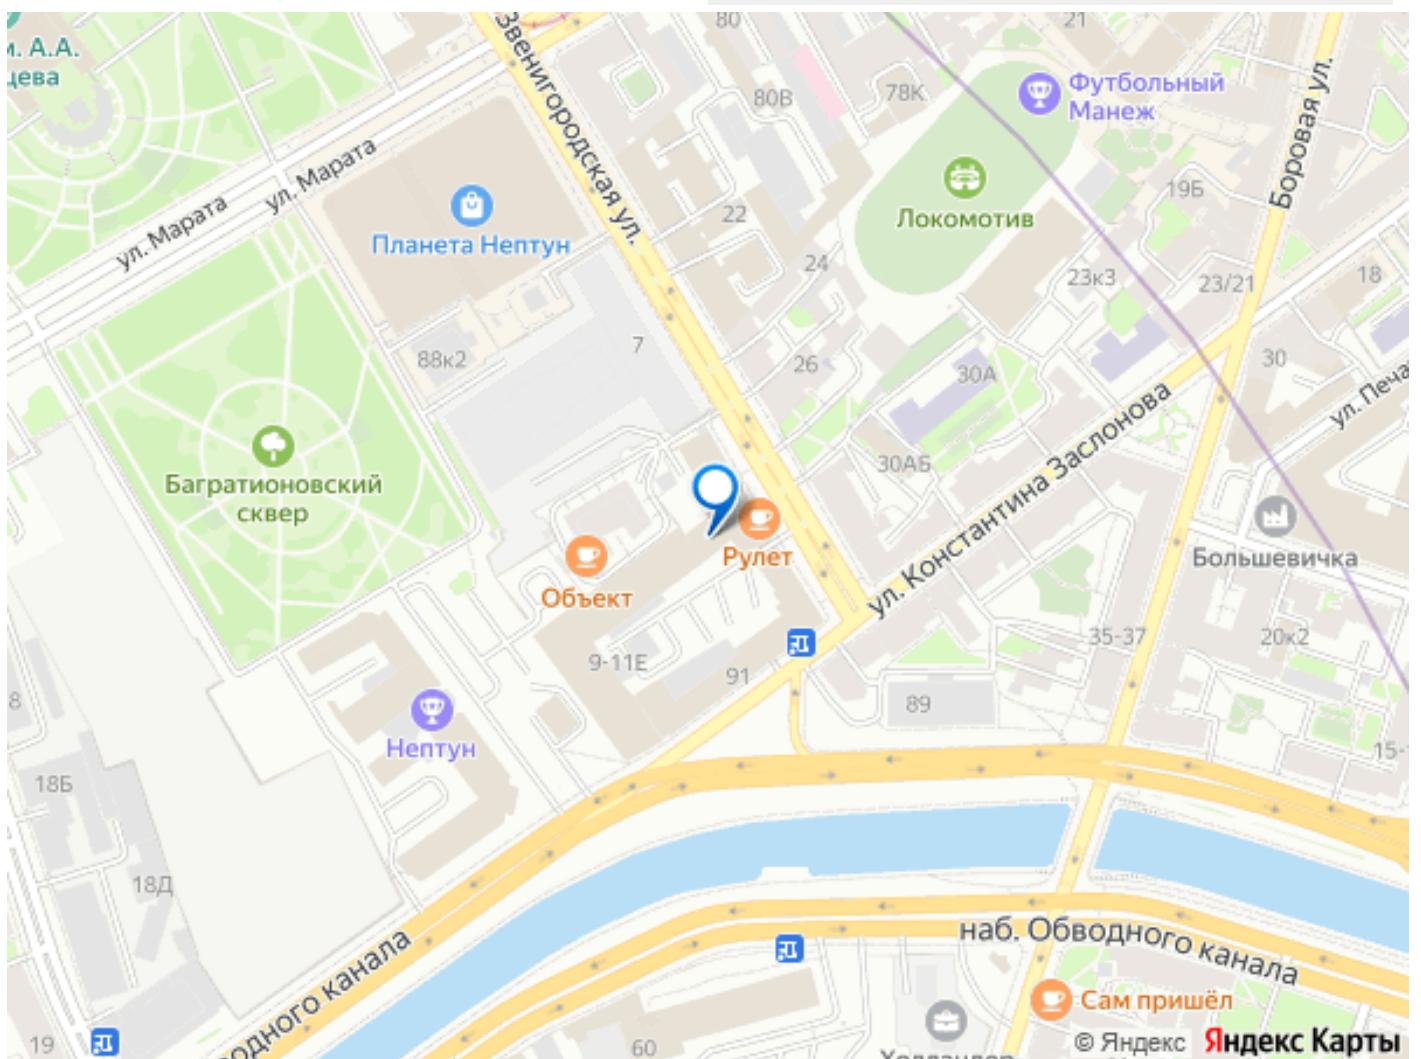 80
21
м. А.А.
цева
Звенигородская ул.
80В
78К
Футбольный
Манеж
Боровая ул.
ул. Марата
ул. Марата
19Б
22
Локомотив
Планета Нептун
24
23к3
23/21
18
7
88к2
26
30А
30
ул. Печа
ул. Константина Заслонова
30АБ
Багратионовский
сквер
Рулет
Большевичка
Объект
35-37
20к2
9-11Е
91
89
8
Нептун
15-
18Б
18Д
наб. Обводного канала
водного канала
Сам пришёл
19
60
© Яндекс Яндекс Карты